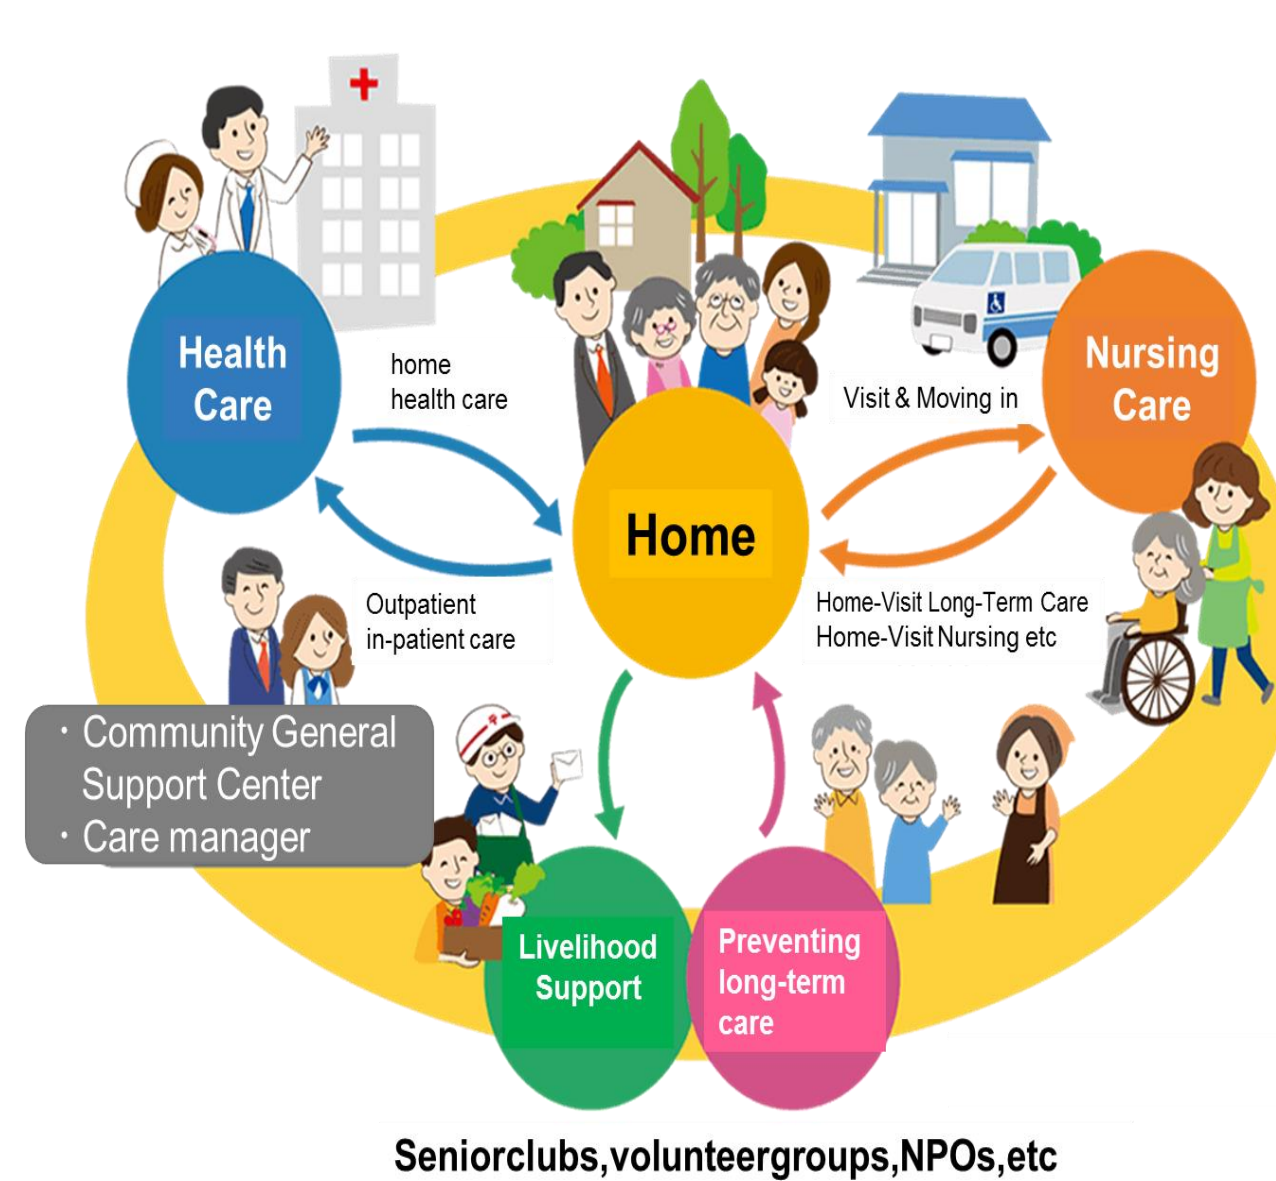 Health
Care
home
health care
Visit & Moving in
Nursing
Care
Home
Outpatient
in-patient care
Home-Visit Long-Term Care
Home-Visit Nursing etc
・Community General
Support Center
・Care manager
Livelihood
Support
Preventing
long-term
care
Seniorclubs,volunteergroups,NPOs,etc